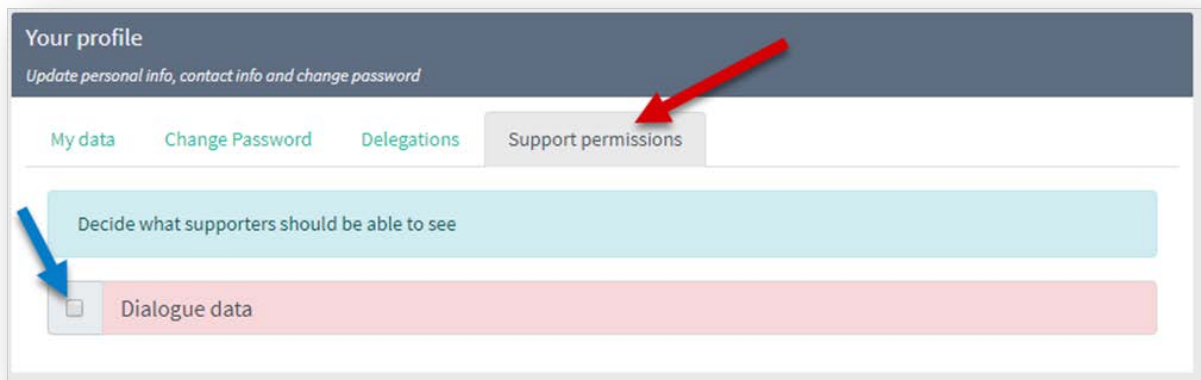 Your profile
Update personal info, contact info and change password
My data Change Password Delegations Support permissions
Decide what supporters should be able to see
Dialogue data